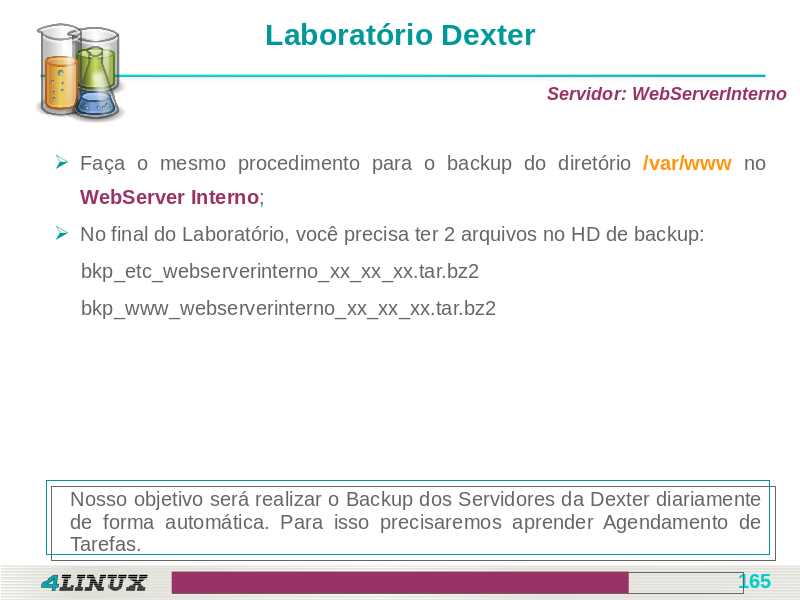 Laboratório Dexter
Servidor: WebServerInterno
Faça o mesmo procedimento para o backup do diretório /var/www no
WebServer Interno;
No final do Laboratório, você precisa ter 2 arquivos no HD de backup:
bkp_etc_webserverinterno_xx_xx_xx.tar.bz2
bkp_www_webserverinterno_xx_xx_xx.tar.bz2
Nosso objetivo será realizar o Backup dos Servidores da Dexter diariamente
de forma automática. Para isso precisaremos aprender Agendamento de
Tarefas.
4LINUX
165